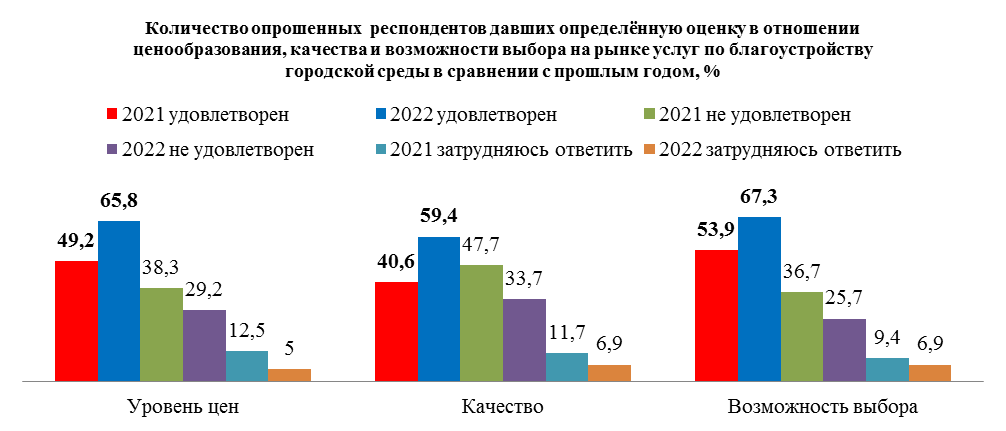 Количество опрошенных респондентов давших определённую оценку в отношении
ценообразования, качества и возможности выбора на рынке услуг по благоустройству
городской среды в сравнении с прошлым годом, %
2021 удовлетворен
2022 удовлетворен
2021 не удовлетворен
2022 не удовлетворен
2021 затрудняюсь ответить
2022 затрудняюсь ответить
49,2
65,8
38,3
29,2
12,5
5
40,6
59,4
47,7
33,7
11,7
6,9
53,9
67,3
36,7
25,7
9,4
6,9
Уровень цен
Качество
Возможность выбора